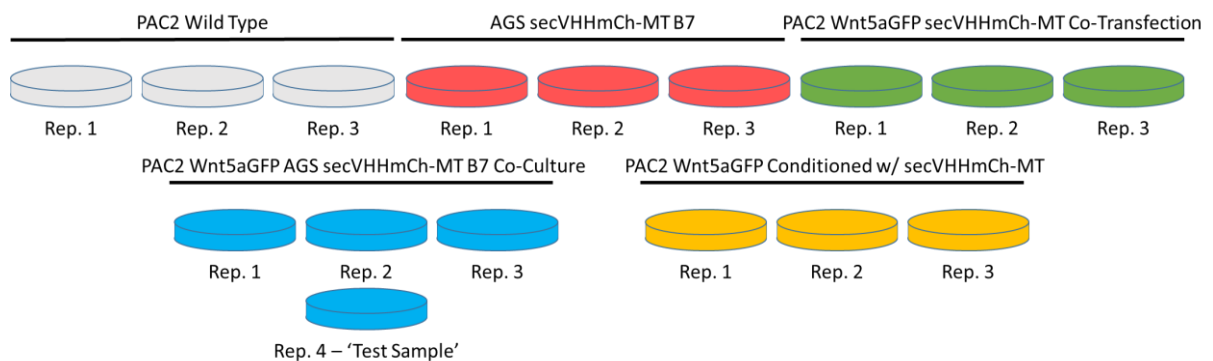 PAC2 Wild Type
AGS secVHHmCh-MT B7
PAC2 Wnt5aGFP secVHHmCh-MT Co-Transfection
Rep. 1
Rep. 2
Rep. 3
Rep. 1
Rep. 2
Rep. 3
Rep. 1
Rep. 2
Rep. 3
PAC2 Wnt5aGFP AGS secVHHmCh-MT B7 Co-Culture
PAC2 Wnt5aGFP Conditioned w/ secVHHmCh-MT
Rep. 1
Rep. 2
Rep. 3
Rep. 1
Rep. 2
Rep. 3
Rep. 4 – ‘Test Sample’